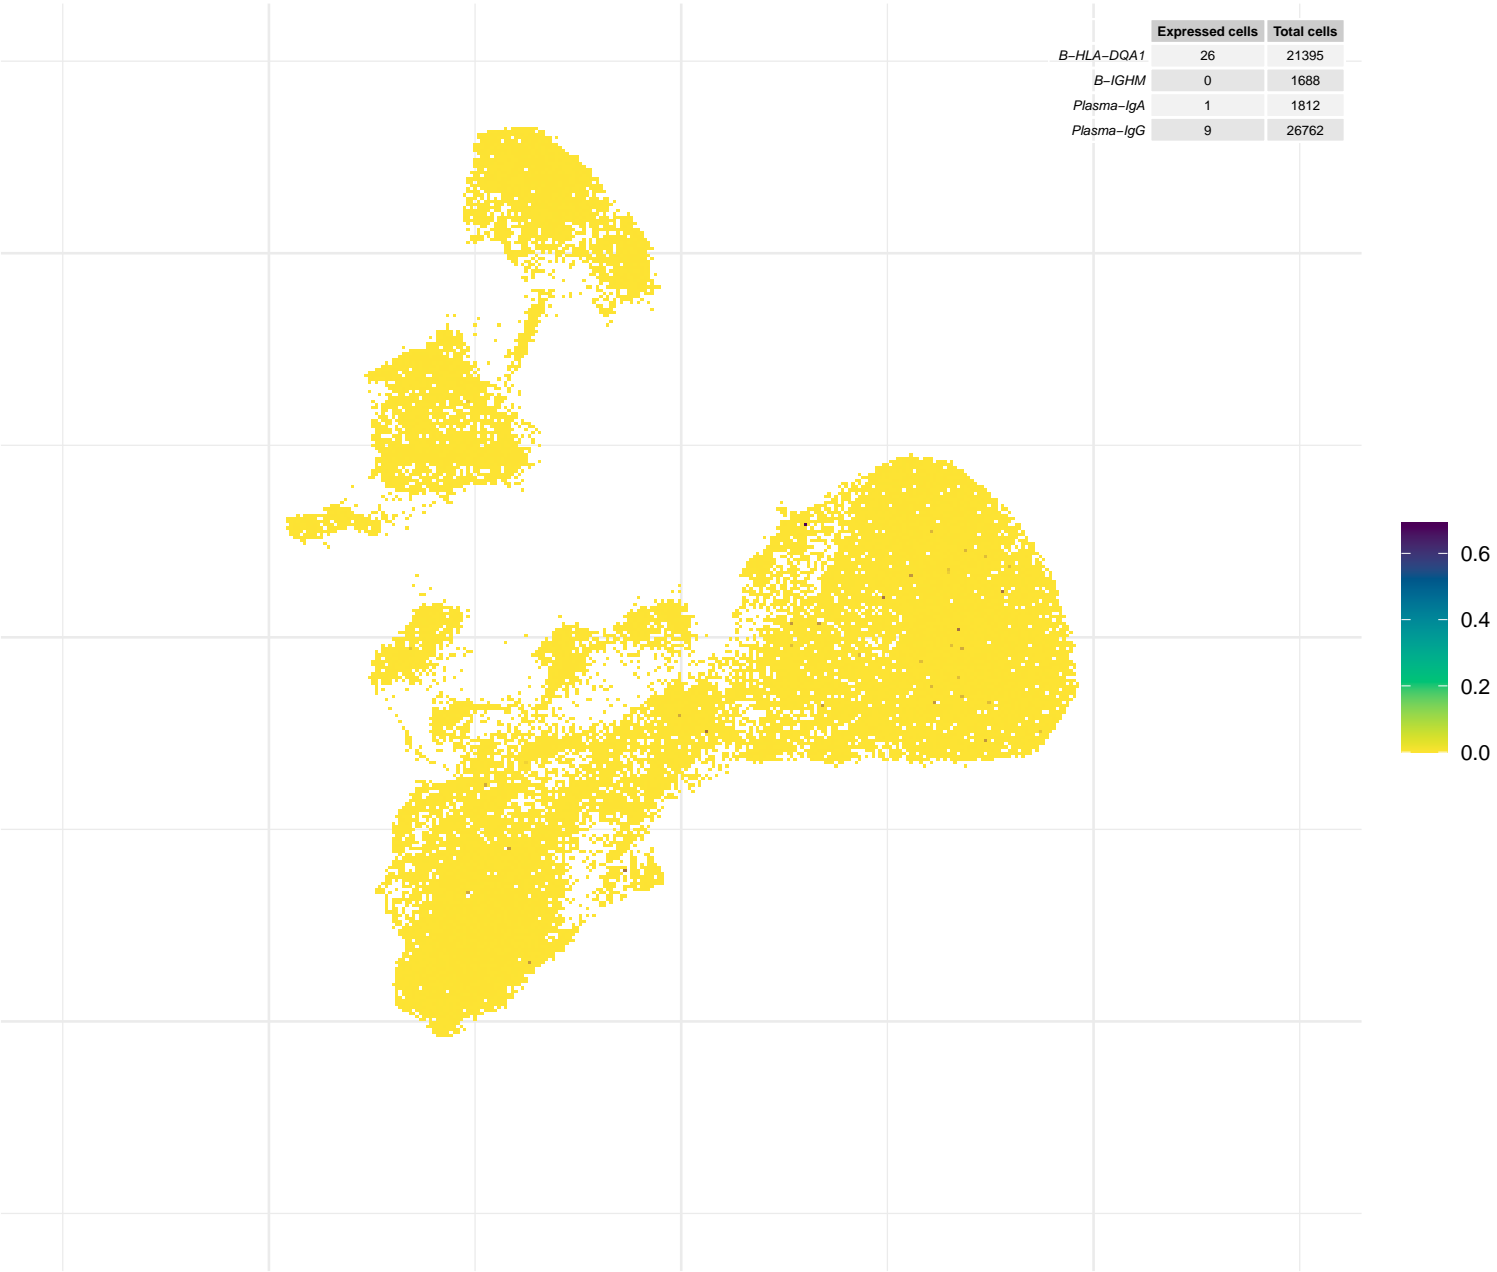 Expressed cells Total cells
B−HLA−DQA1 26 21395
B−IGHM 0 1688
Plasma−IgA 1 1812
Plasma−IgG 9 26762
0.6
0.4
0.2
0.0